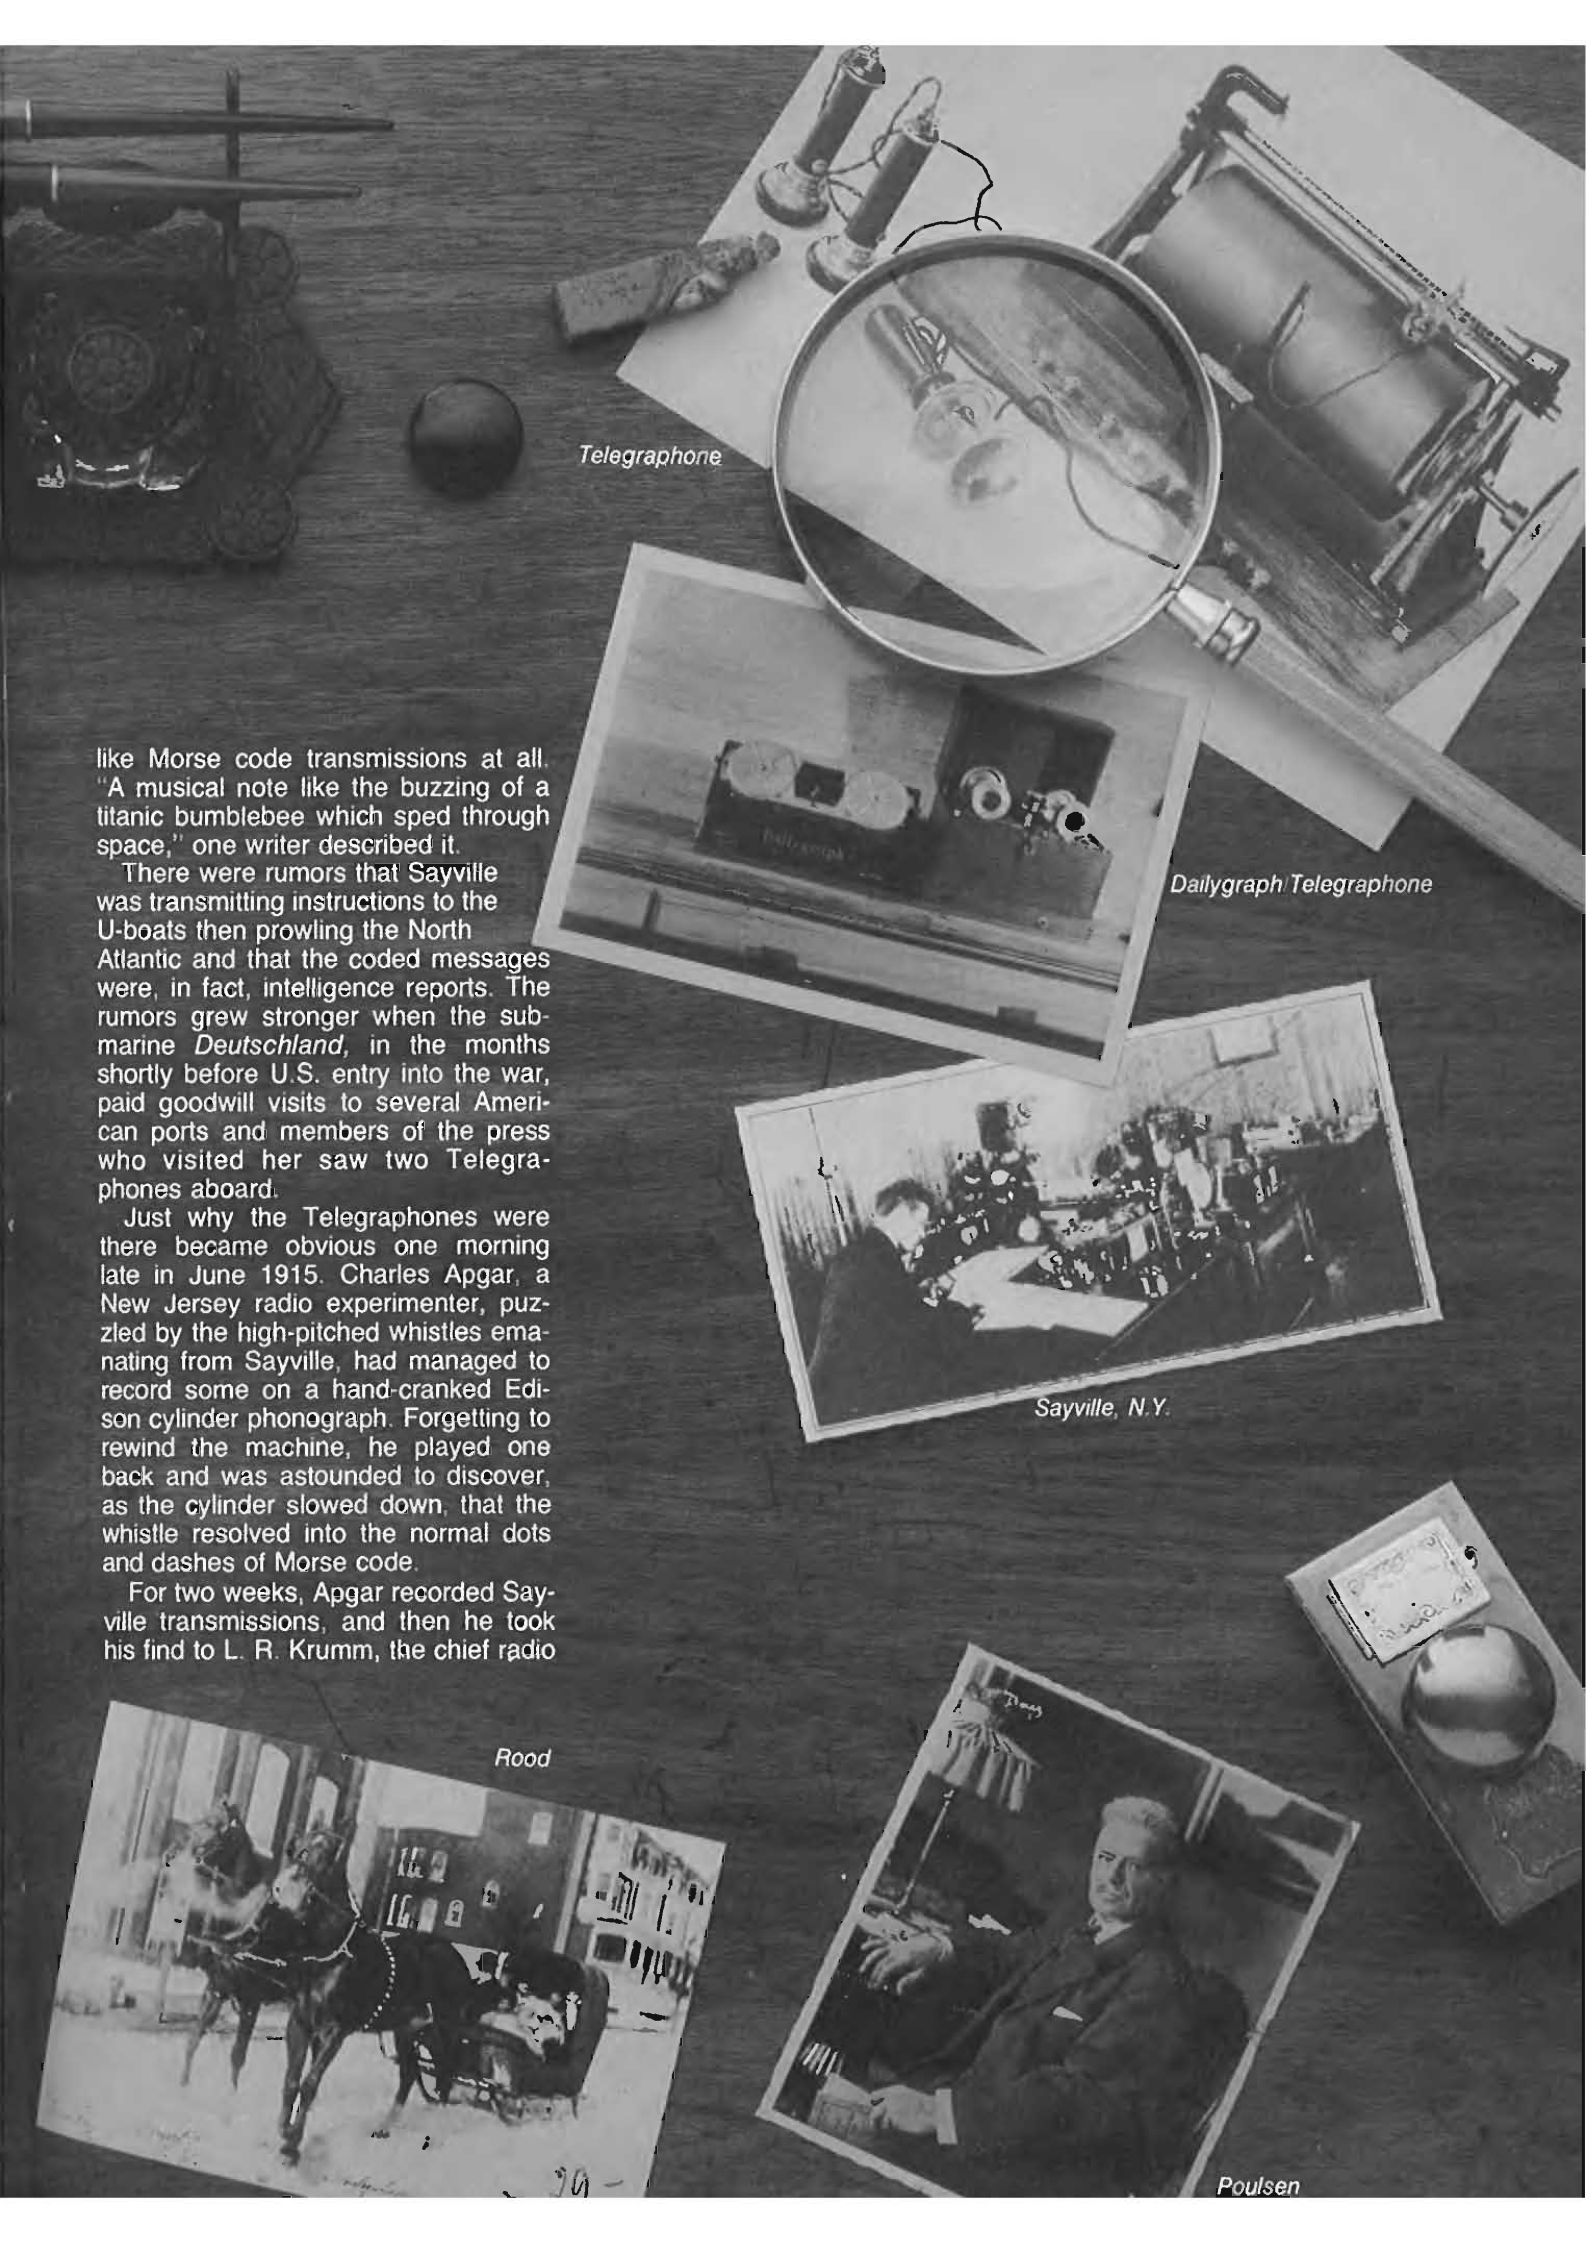 Telegraphone
like Morse code transmissions at all.
"A musical note like the buzzing of a
titanic bumblebee which sped through
space," one writer described it.
There were rumors that Sayville
was transmitting instructions to the
U-boats then prowling the North
Atlantic and that the coded messages
were, in fact, intelligence reports. The
rumors grew stronger when the sub-
marine Deutschland, in the months
shortly before U.S. entry into the war,
paid goodwill visits to several Ameri-
can ports and members of the press
who visited her saw two Telegra-
phones aboard.
Just why the Telegraphones were
there became obvious one morning
late in June 1915. Charles Apgar, a
New Jersey radio experimenter, puz-
zled by the high-pitched whistles ema-
nating from Sayville, had managed to
record some on a hand-cranked Edi-
son cylinder phonograph. Forgetting to
rewind the machine, he played one
back and was astounded to discover,
as the cylinder slowed down, that the
whistle resolved into the normal dots
and dashes of Morse code.
For two weeks, Apgar recorded Say-
ville transmissions, and then he took
his find to L. R. Krumm, the chief radio
Dailygraph/Telegraphone
Sayville, N.Y.
Rood
Poulsen